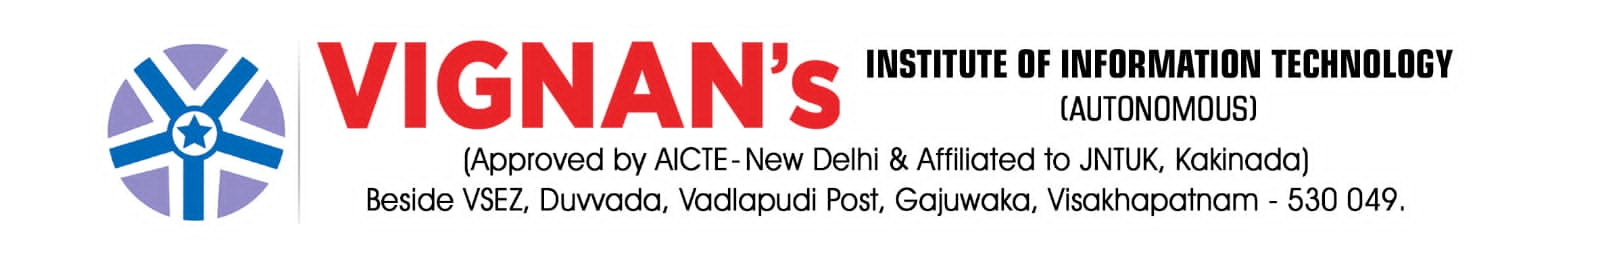 VIGNAN's INSTITUTE OF INFORMATION TECHNOLOGY
(AUTONOMOUS)
(Approved by AICTE-New Delhi & Affiliated to JNTUK, Kakinada)
Beside VSEZ, Duvvada, Vadlapudi Post, Gajuwaka, Visakhapatnam - 530 049.